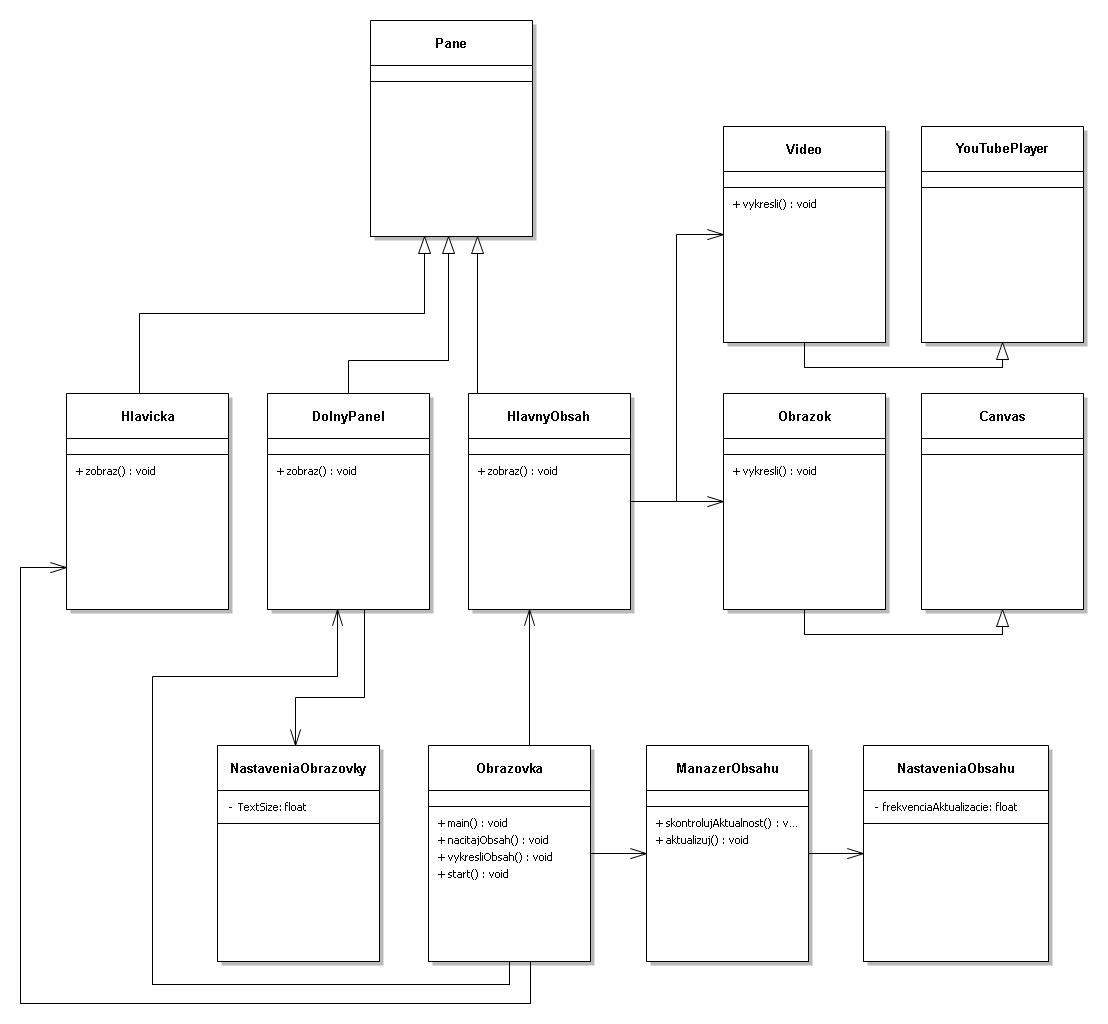 Pane
Video
+ vykresli() : void
YouTubePlayer
Hlavicka
+ zobraz() : void
DolnyPanel
+ zobraz() : void
HlavnyObsah
+ zobraz() : void
Obrazok
+ vykresli() : void
Canvas
NastaveniaObrazovky
- TextSize: float
Obrazovka
+ main() : void
+ nacitajObsah() : void
+ vykresliObsah() : void
+ start() : void
ManazerObsahu
+ skontrolujAktualnost() : v...
+ aktualizuj() : void
NastaveniaObsahu
- frekvenciaAktualizacie: float